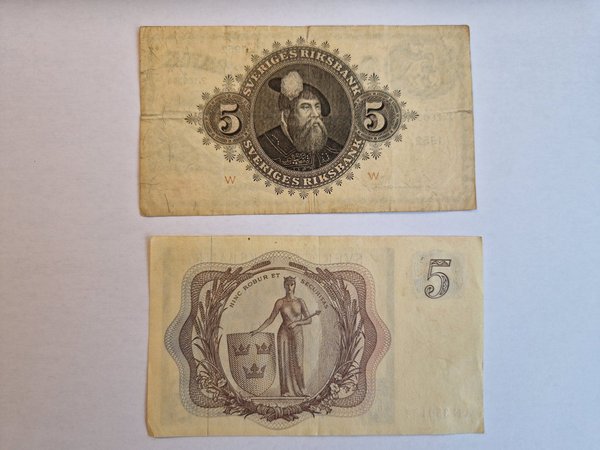 SVERIGES RIKSBANK
5 5
SVERIGES RIKSBANK
W W
5
HINC ROBUR ET SECURITAS